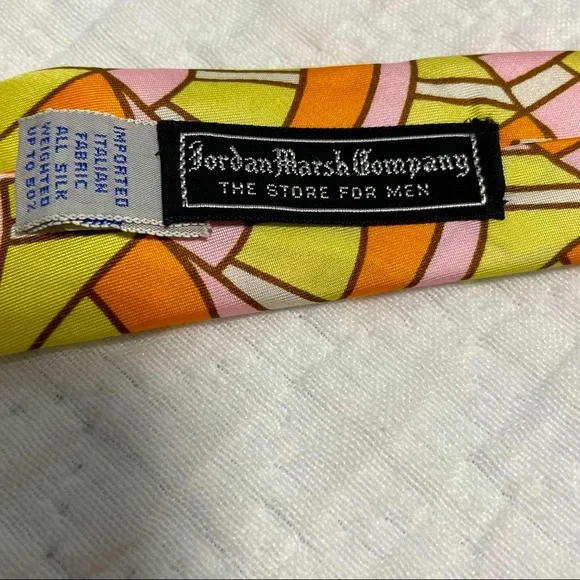 IMPORTED
ITALIAN
FABRIC
ALL SILK
WEIGHTED
UP TO 50%
Jordan Marsh Company
THE STORE FOR MEN